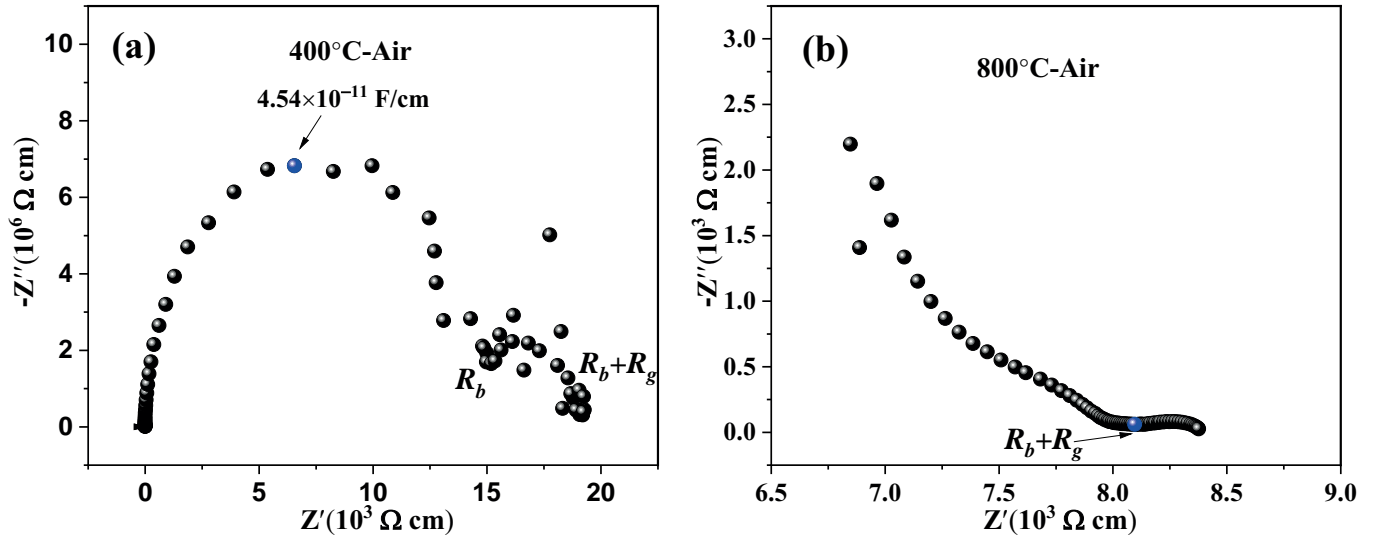 (a)
400°C-Air
4.54×10⁻¹¹ F/cm
-Z′′(10⁶ Ω cm)
10
8
6
4
2
0
R_b
R_b+R_g
0 5 10 15 20
Z′(10³ Ω cm)
(b)
800°C-Air
-Z′′(10³ Ω cm)
3.0
2.5
2.0
1.5
1.0
0.5
0.0
R_b+R_g
6.5 7.0 7.5 8.0 8.5 9.0
Z′(10³ Ω cm)